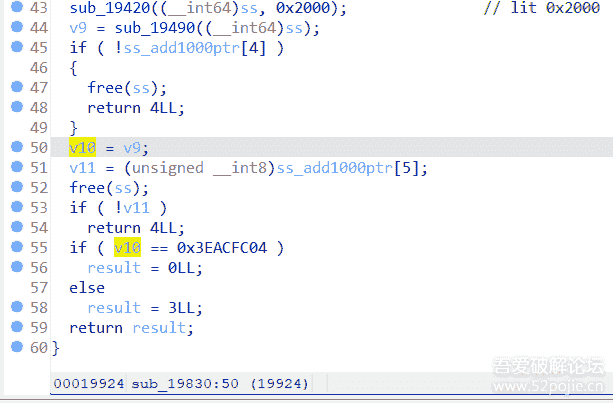 43 sub_19420((__int64)ss, 0x2000); // lit 0x2000
44 v9 = sub_19490((__int64)ss);
45 if ( !ss_add1000ptr[4] )
46 {
47 free(ss);
48 return 4LL;
49 }
50 v10 = v9;
51 v11 = (unsigned __int8)ss_add1000ptr[5];
52 free(ss);
53 if ( !v11 )
54 return 4LL;
55 if ( v10 == 0x3EACFC04 )
56 result = 0LL;
57 else
58 result = 3LL;
59 return result;
60 }
00019924 sub_19830:50 (19924)
吾爱破解论坛
www.52pojie.cn